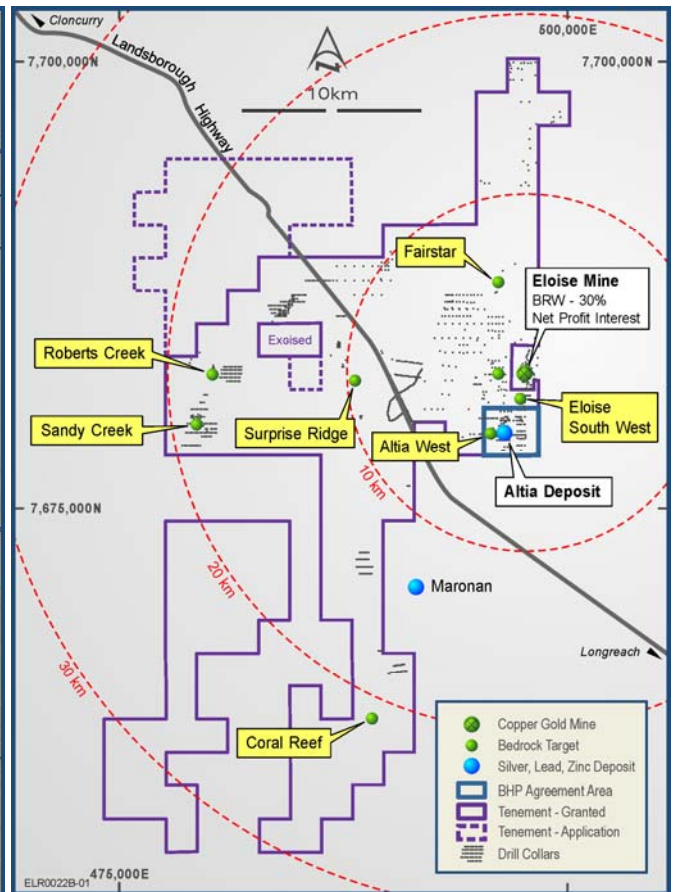 Cloncurry
500,000E
7,700,000N
7,700,000N
Landsborough
Highway
10km
Fairstar
Eloise Mine
BRW - 30%
Net Profit Interest
Exoised
Roberts Creek
Sandy Creek
Surprise Ridge
Altia West
Eloise
South West
Altia Deposit
10 km
7,675,000N
20 km
Maronan
30 km
Longreach
Coral Reef
Copper Gold Mine
Bedrock Target
Silver, Lead, Zinc Deposit
BHP Agreement Area
Tenement - Granted
Tenement - Application
Drill Collars
475,000E
ELR0022B-01